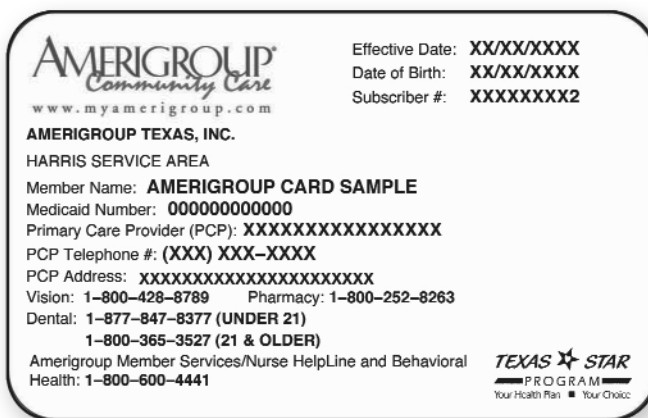 AMERIGROUP®
Community Care
www.myamerigroup.com
Effective Date: XX/XX/XXXX
Date of Birth: XX/XX/XXXX
Subscriber #: XXXXXXXX2
AMERIGROUP TEXAS, INC.
HARRIS SERVICE AREA
Member Name: AMERIGROUP CARD SAMPLE
Medicaid Number: 000000000000
Primary Care Provider (PCP): XXXXXXXXXXXXXXXXX
PCP Telephone #: (XXX) XXX–XXXX
PCP Address: XXXXXXXXXXXXXXXXXXXXXX
Vision: 1–800–428–8789 Pharmacy: 1–800–252–8263
Dental: 1–877–847–8377 (UNDER 21)
1–800–365–3527 (21 & OLDER)
Amerigroup Member Services/Nurse HelpLine and Behavioral
Health: 1–800–600–4441
TEXAS STAR
PROGRAM
Your Health Plan ■ Your Choice